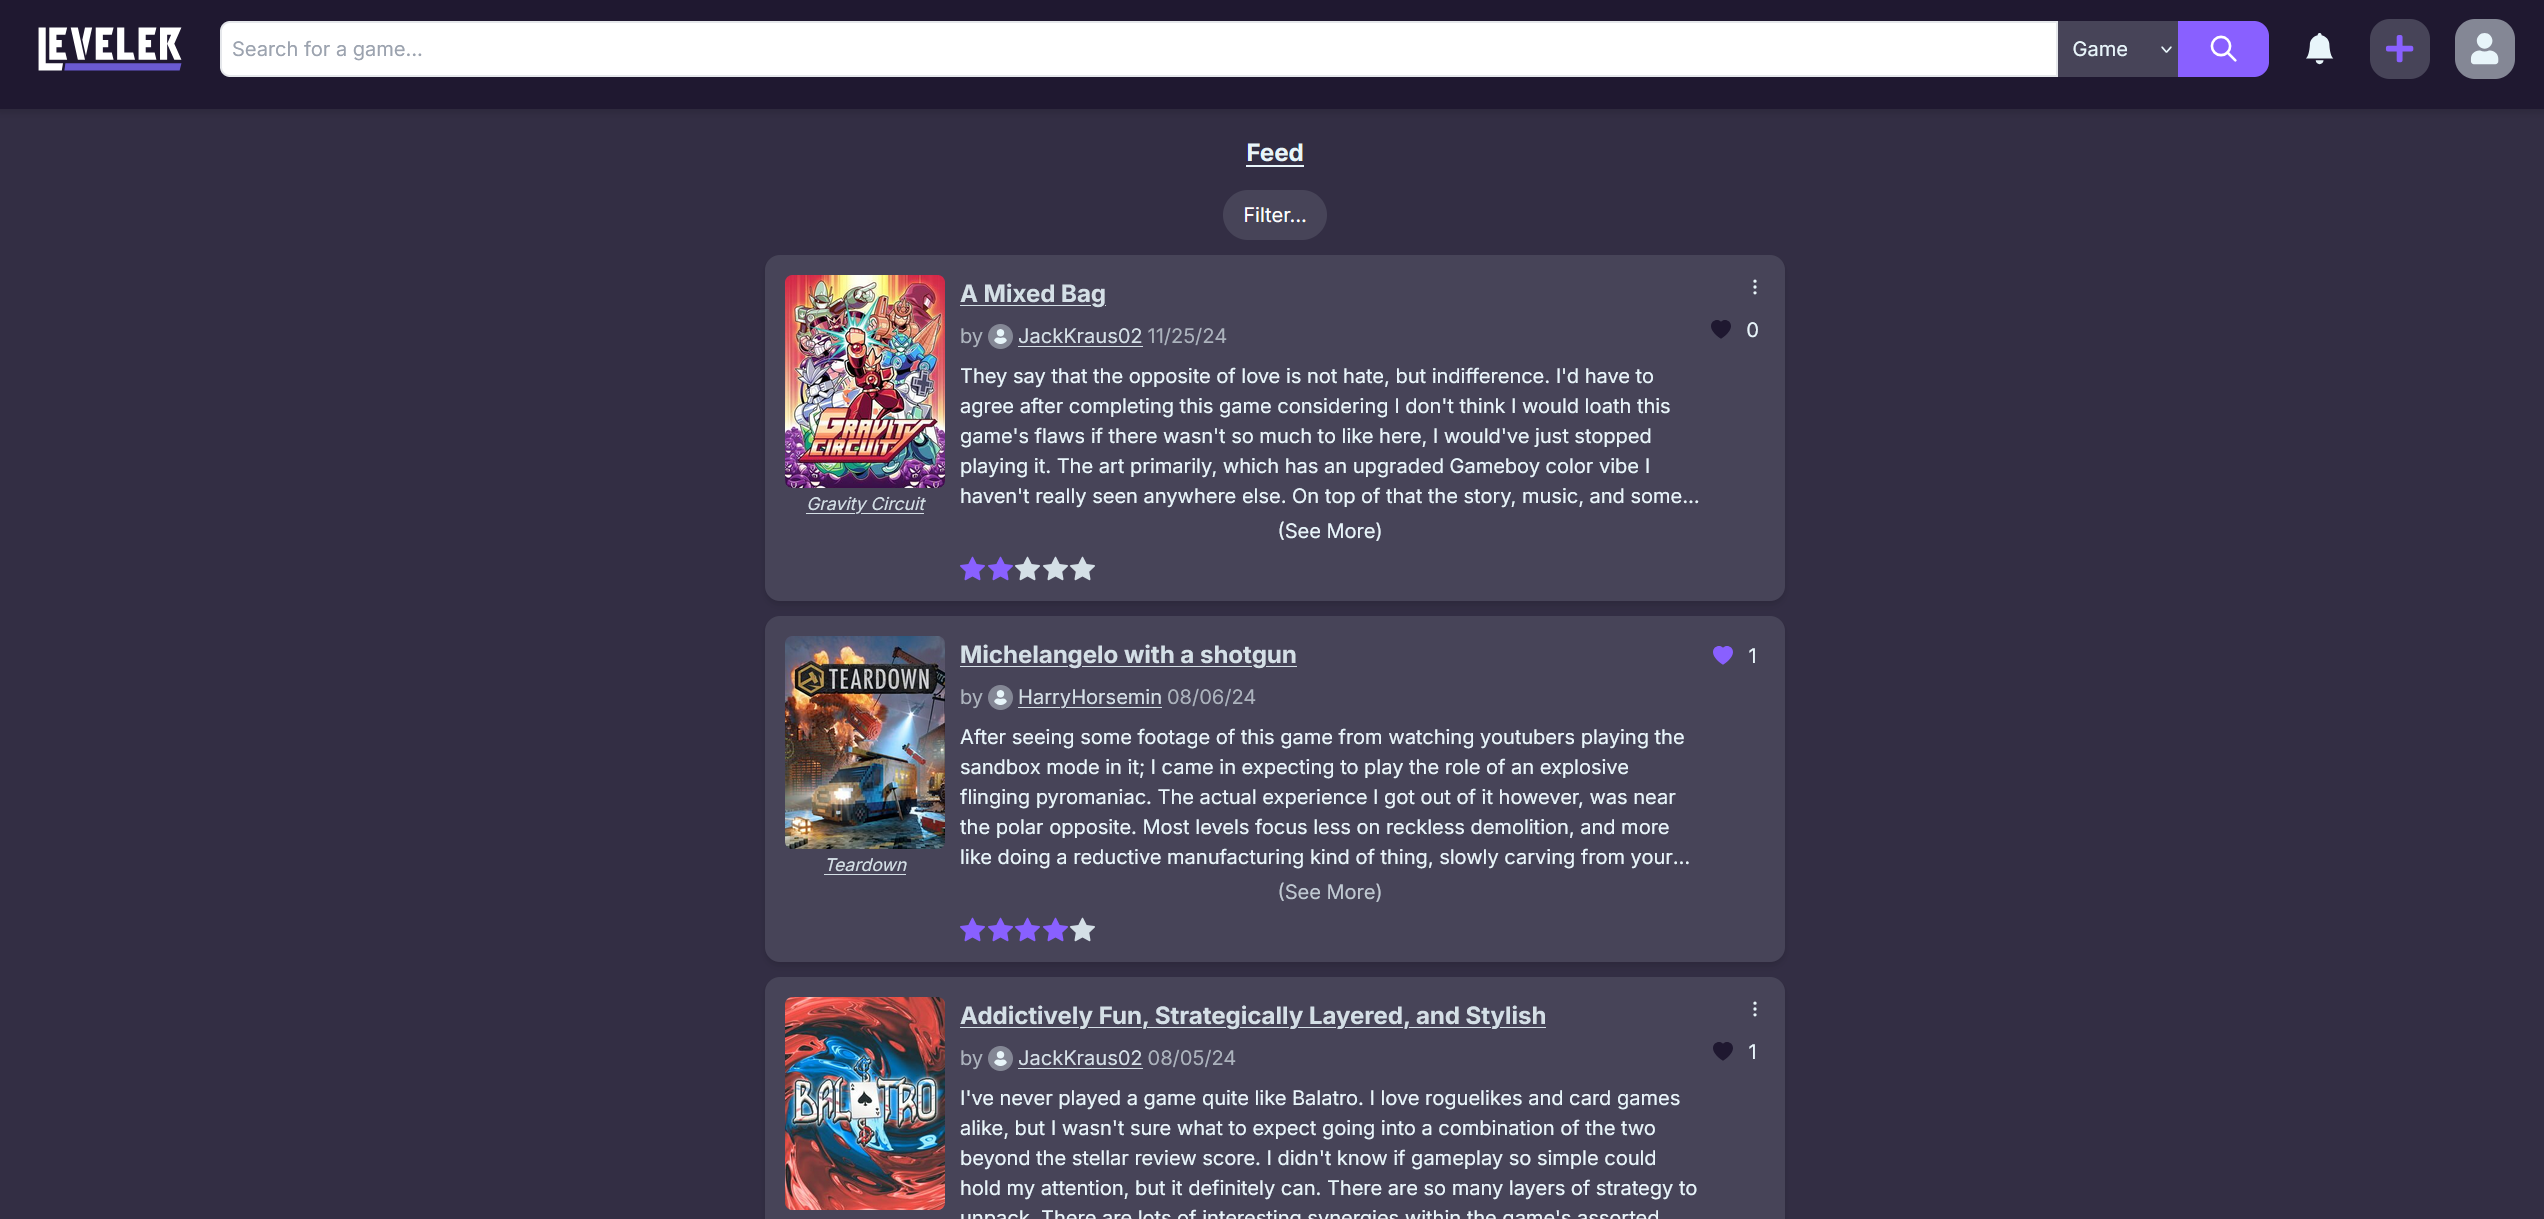 LEVELER
Search for a game...
Game
Feed
Filter...
GRAVITY
CIRCUIT
Gravity Circuit
A Mixed Bag
by JackKraus02 11/25/24
0
They say that the opposite of love is not hate, but indifference. I'd have to
agree after completing this game considering I don't think I would loath this
game's flaws if there wasn't so much to like here, I would've just stopped
playing it. The art primarily, which has an upgraded Gameboy color vibe I
haven't really seen anywhere else. On top of that the story, music, and some...
(See More)
TEARDOWN
Teardown
Michelangelo with a shotgun
1
by HarryHorsemin 08/06/24
After seeing some footage of this game from watching youtubers playing the
sandbox mode in it; I came in expecting to play the role of an explosive
flinging pyromaniac. The actual experience I got out of it however, was near
the polar opposite. Most levels focus less on reckless demolition, and more
like doing a reductive manufacturing kind of thing, slowly carving from your...
(See More)
BALATRO
Addictively Fun, Strategically Layered, and Stylish
by JackKraus02 08/05/24
1
I've never played a game quite like Balatro. I love roguelikes and card games
alike, but I wasn't sure what to expect going into a combination of the two
beyond the stellar review score. I didn't know if gameplay so simple could
hold my attention, but it definitely can. There are so many layers of strategy to
unpack. There are lots of interesting synergies within the game's assorted